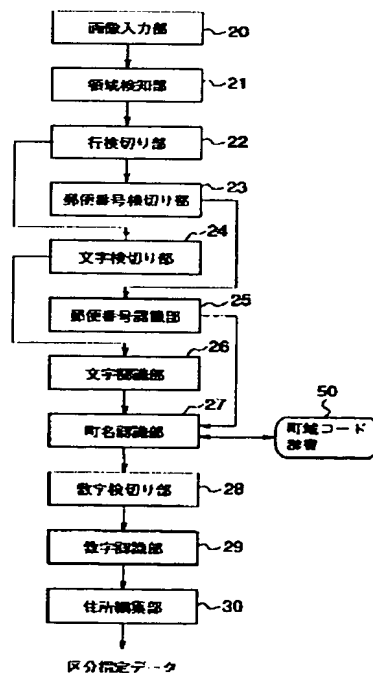 画像入力部 20
領域検知部 21
行検切り部 22
郵便番号検切り部 23
文字検切り部 24
郵便番号認識部 25
文字認識部 26
町名認識部 27
50
町域コード
辞書
数字検切り部 28
数字認識部 29
住所編集部 30
区分指定データ